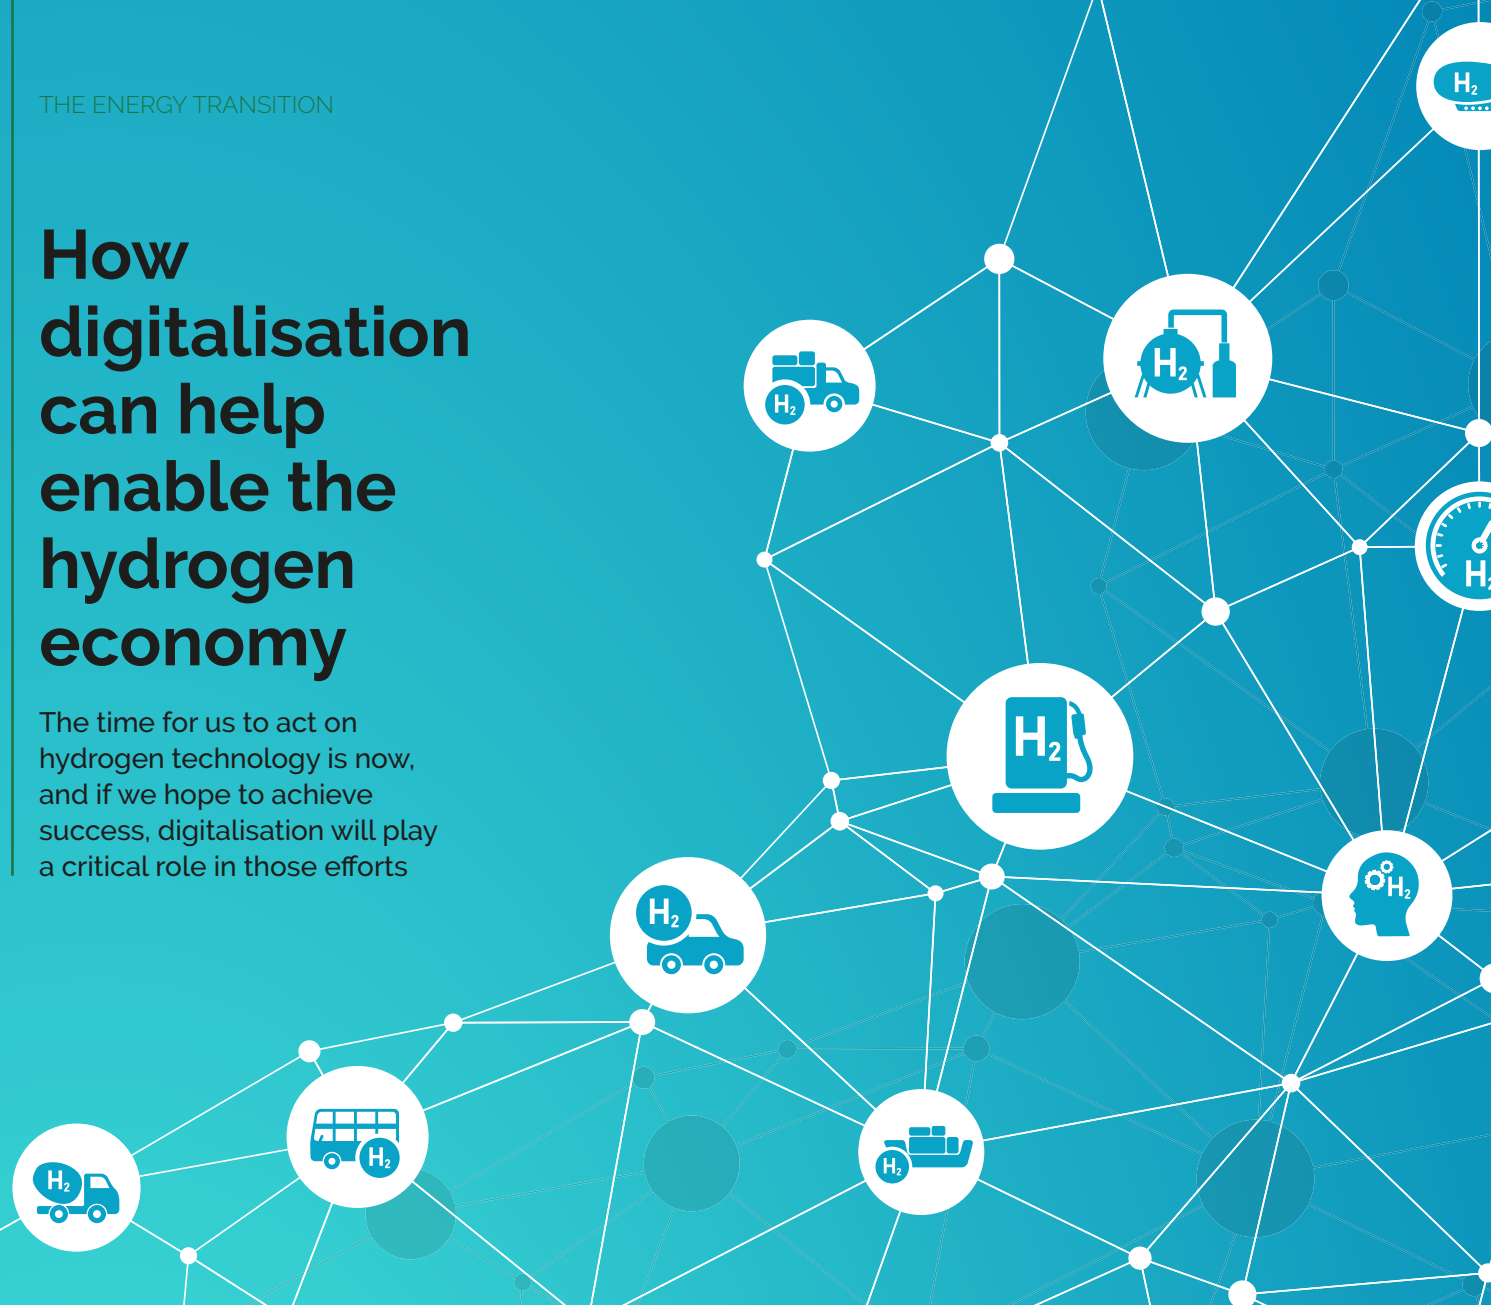 THE ENERGY TRANSITION
How
digitalisation
can help
enable the
hydrogen
economy
The time for us to act on
hydrogen technology is now,
and if we hope to achieve
success, digitalisation will play
a critical role in those efforts
H₂
H₂
H₂
H₂
H₂
H₂
H₂
H₂
H₂
H₂